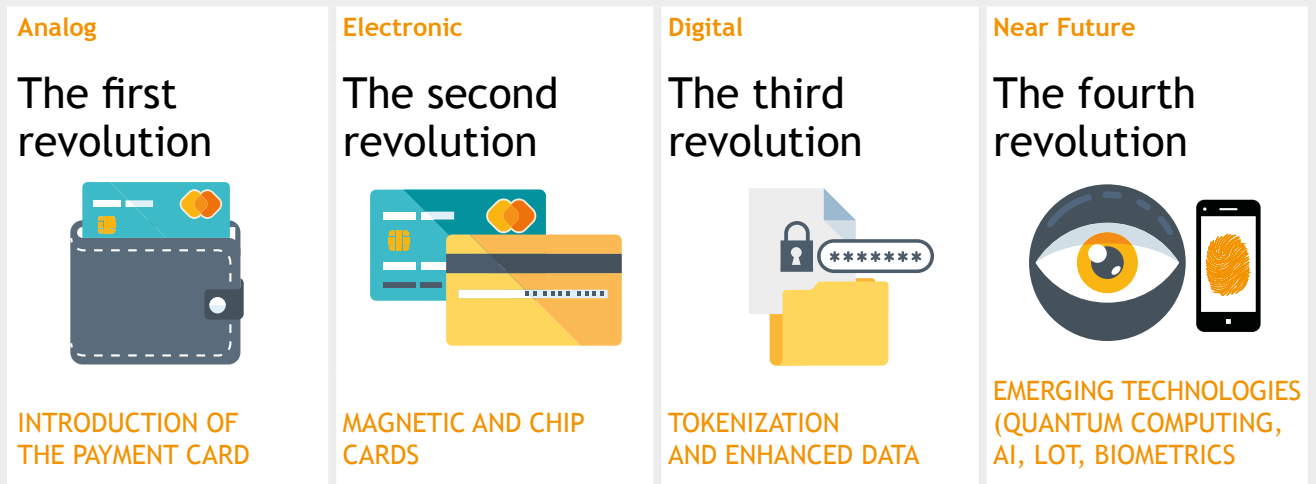 Analog
The first
revolution
INTRODUCTION OF
THE PAYMENT CARD
Electronic
The second
revolution
MAGNETIC AND CHIP
CARDS
Digital
The third
revolution
*******
TOKENIZATION
AND ENHANCED DATA
Near Future
The fourth
revolution
EMERGING TECHNOLOGIES
(QUANTUM COMPUTING,
AI, LOT, BIOMETRICS